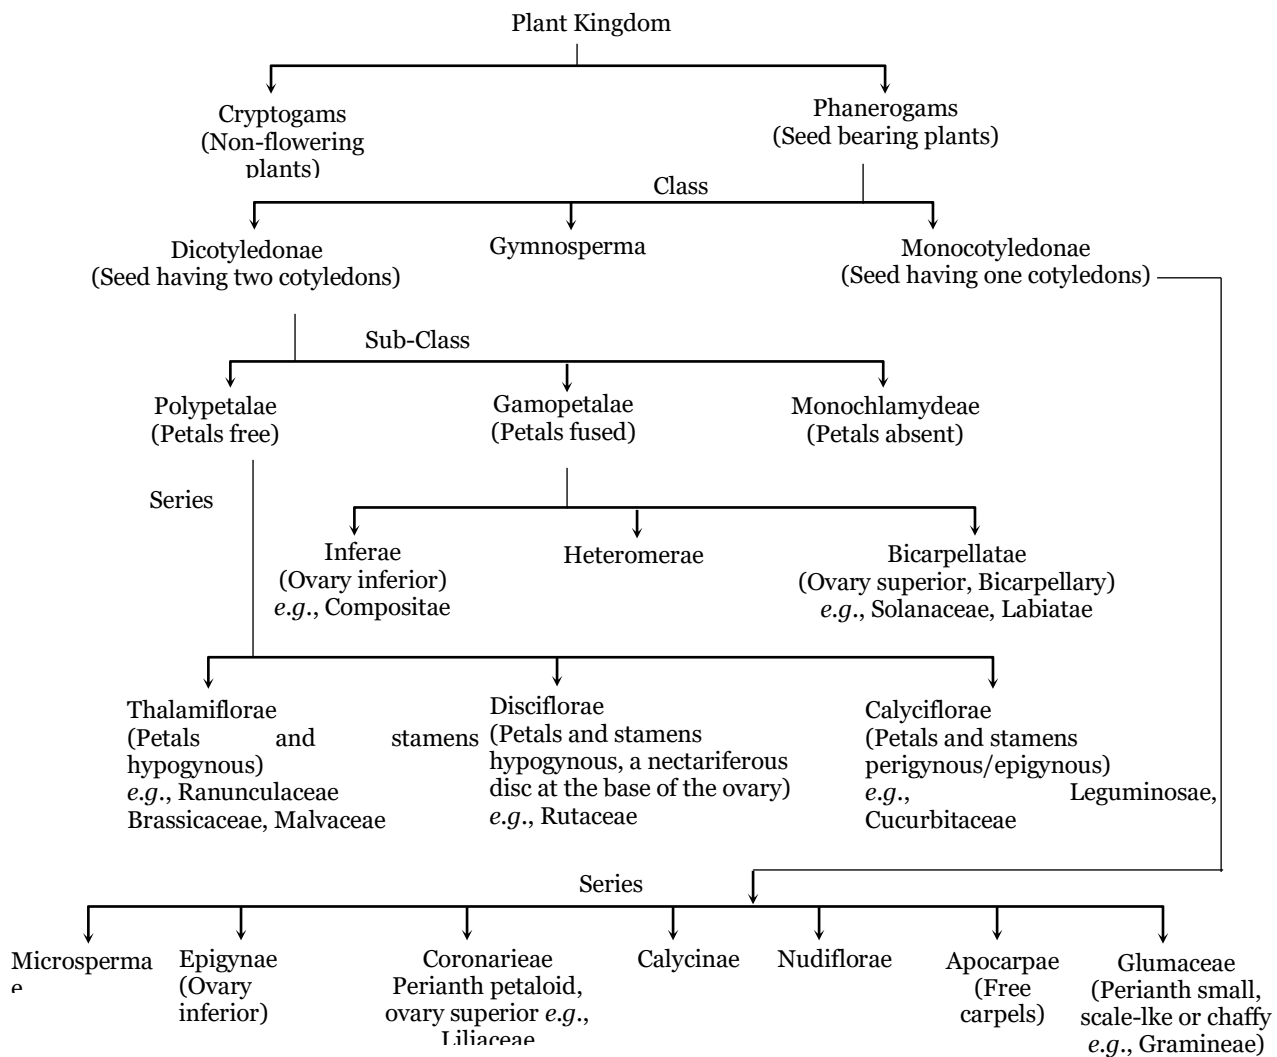 Plant Kingdom
Cryptogams
(Non-flowering
plants)
Phanerogams
(Seed bearing plants)
Class
Dicotyledonae
(Seed having two cotyledons)
Gymnosperma
Monocotyledonae
(Seed having one cotyledons)
Sub-Class
Polypetalae
(Petals free)
Gamopetalae
(Petals fused)
Monochlamydeae
(Petals absent)
Series
Inferae
(Ovary inferior)
e.g., Compositae
Heteromerae
Bicarpellatae
(Ovary superior, Bicarpellary)
e.g., Solanaceae, Labiatae
Thalamiflorae
(Petals and stamens
hypogynous)
e.g., Ranunculaceae
Brassicaceae, Malvaceae
Disciflorae
(Petals and stamens
hypogynous, a nectariferous
disc at the base of the ovary)
e.g., Rutaceae
Calyciflorae
(Petals and stamens
perigynous/epigynous)
e.g., Leguminosae,
Cucurbitaceae
Series
Microsperma
e
Epigynae
(Ovary
inferior)
Coronarieae
Perianth petaloid,
ovary superior e.g.,
Liliaceae
Calycinae
Nudiflorae
Apocarpae
(Free
carpels)
Glumaceae
(Perianth small,
scale-lke or chaffy
e.g., Gramineae)